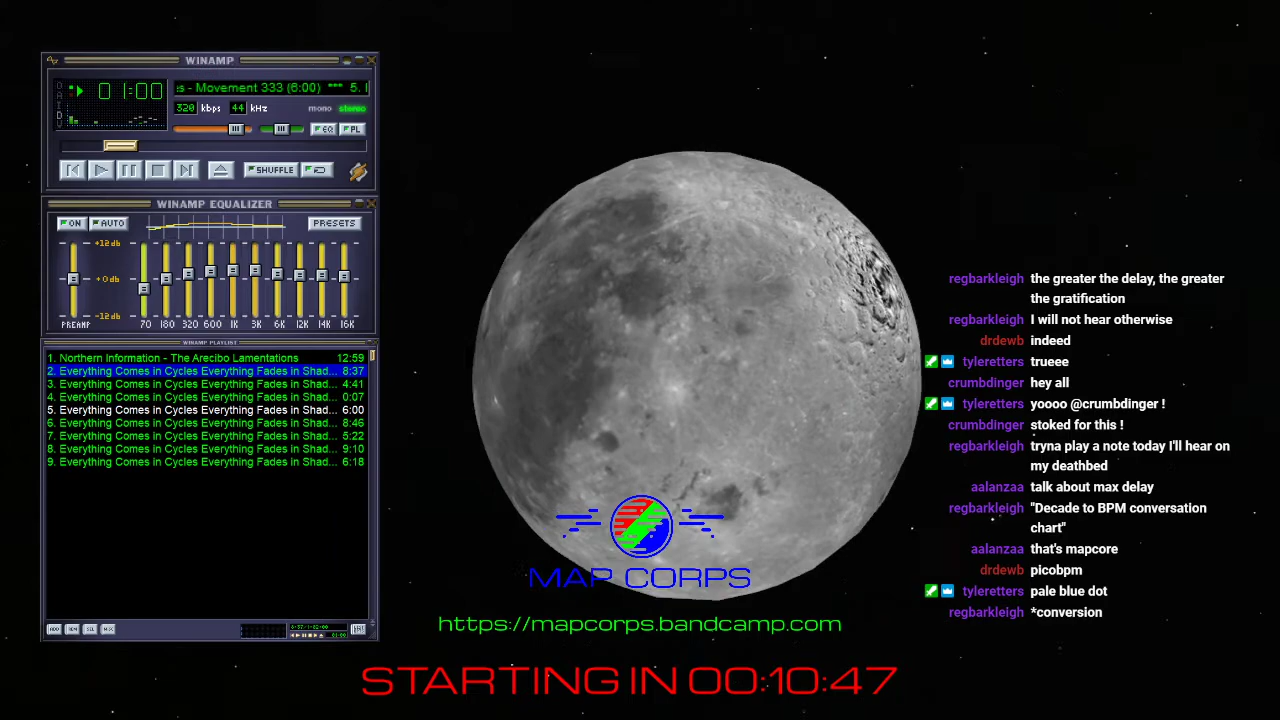 WINAMP
01:00
s - Movement 333 (6:00) *** 5. I
320 kbps 44 kHz mono stereo
EQ PL
SHUFFLE
WINAMP EQUALIZER
ON AUTO PRESETS
+12db
+0db
-12db
PREAMP 70 180 320 600 1K 3K 6K 12K 14K 16K
WINAMP PLAYLIST
1. Northern Information - The Arecibo Lamentations 12:59
2. Everything Comes in Cycles Everything Fades in Shad... 8:37
3. Everything Comes in Cycles Everything Fades in Shad... 4:41
4. Everything Comes in Cycles Everything Fades in Shad... 0:07
5. Everything Comes in Cycles Everything Fades in Shad... 6:00
6. Everything Comes in Cycles Everything Fades in Shad... 8:46
7. Everything Comes in Cycles Everything Fades in Shad... 5:22
8. Everything Comes in Cycles Everything Fades in Shad... 9:10
9. Everything Comes in Cycles Everything Fades in Shad... 6:18
ADD REM SEL MISC
MAP CORPS
https://mapcorps.bandcamp.com
STARTING IN 00:10:47
regbarkleigh the greater the delay, the greater
the gratification
regbarkleigh I will not hear otherwise
drdewb indeed
tyleretters trueee
crumbdinger hey all
tyleretters yoooo @crumbdinger !
crumbdinger stoked for this !
regbarkleigh tryna play a note today I'll hear on
my deathbed
aalanzaa talk about max delay
regbarkleigh "Decade to BPM conversation
chart"
aalanzaa that's mapcore
drdewb picobpm
tyleretters pale blue dot
regbarkleigh *conversion